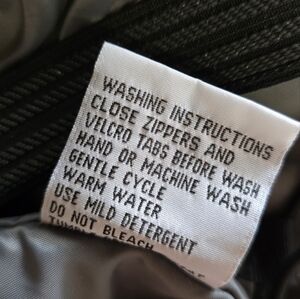 WASHING INSTRUCTIONS
CLOSE ZIPPERS AND
VELCRO TABS BEFORE WASH
HAND OR MACHINE WASH
GENTLE CYCLE
WARM WATER
USE MILD DETERGENT
DO NOT BLEACH